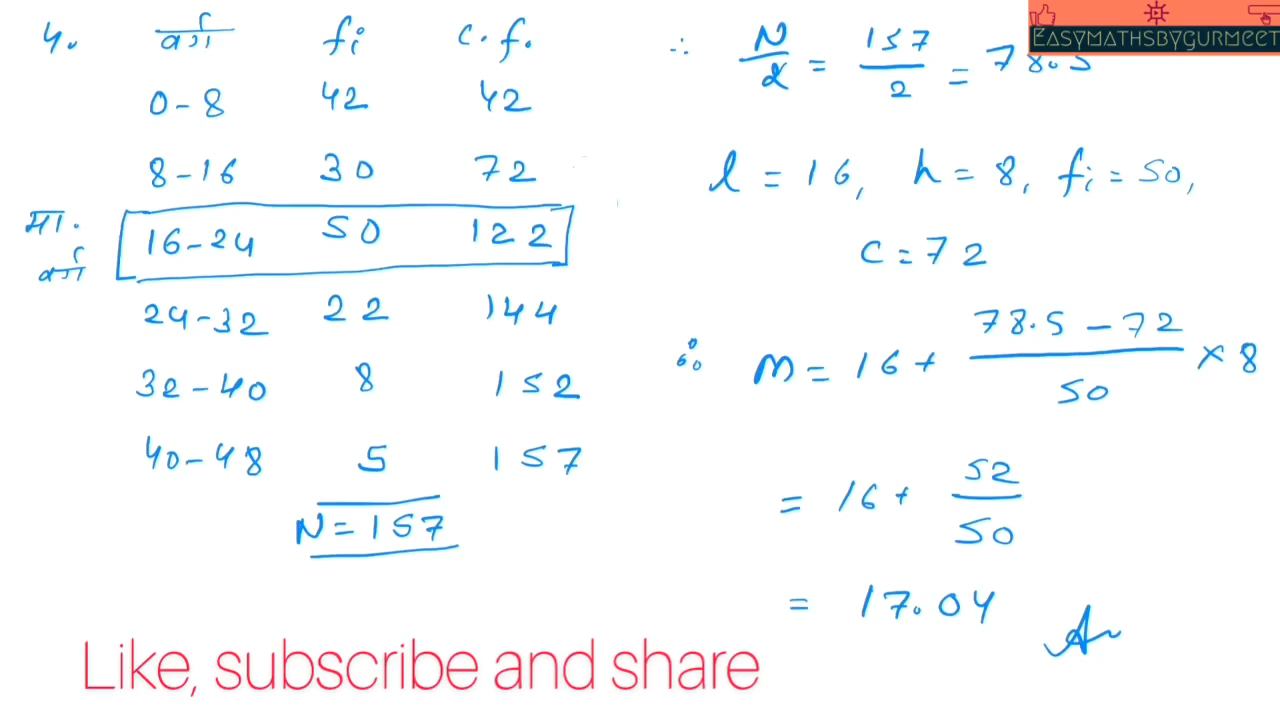 ५. वर्ग fi c.f.
0-8 42 42
8-16 30 72
मा. वर्ग 16-24 50 122
24-32 22 144
32-40 8 152
40-48 5 157
N=157
∴ N/2 = 157/2 = 78.5
l = 16, h = 8, fi = 50,
c = 72
∴ m = 16 + (78.5 - 72)/50 × 8
= 16 + 52/50
= 17.04 An
EASYMATHSBYGURMEET
Like, subscribe and share